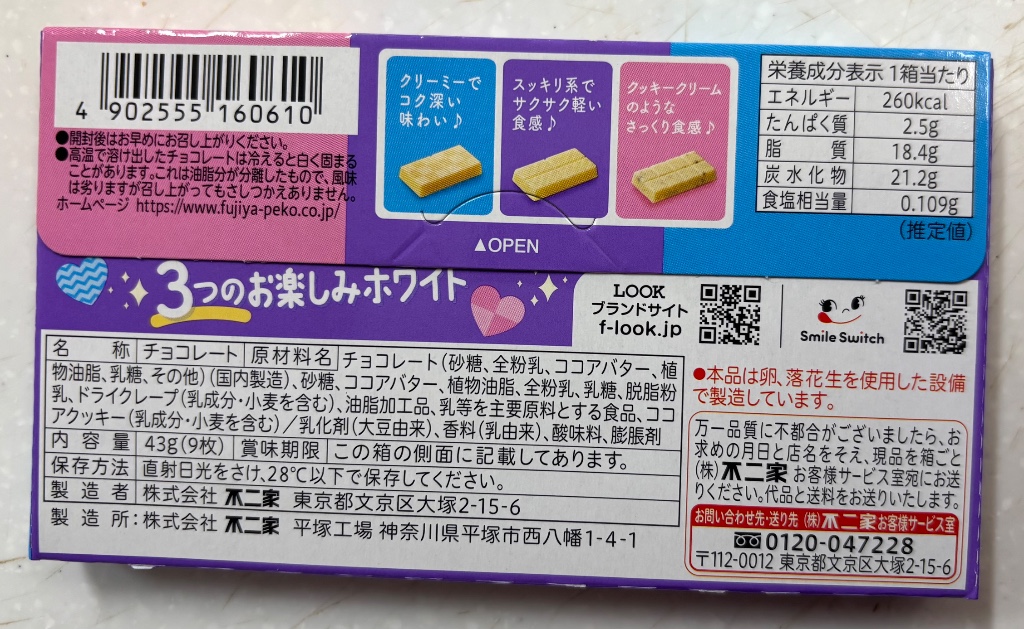 4 902555 160610
●開封後はお早めにお召し上がりください。
●高温で溶け出したチョコレートは冷えると白く固まる
ことがあります。これは油脂分が分離したもので、風味
は劣りますが召し上がってもさしつかえありません。
ホームページ https://www.fujiya-peko.co.jp/
クリーミーで
コク深い
味わい♪
スッキリ系で
サクサク軽い
食感♪
クッキークリーム
のような
さっくり食感♪
▲OPEN
栄養成分表示 1箱当たり
エネルギー 260kcal
たんぱく質 2.5g
脂 質 18.4g
炭水化物 21.2g
食塩相当量 0.109g
(推定値)
3つのお楽しみホワイト
LOOK
ブランドサイト
f-look.jp
Smile Switch
名 称 チョコレート 原材料名 チョコレート(砂糖、全粉乳、ココアバター、植
物油脂、乳糖、その他)(国内製造)、砂糖、ココアバター、植物油脂、全粉乳、乳糖、脱脂粉
乳、ドライクレープ(乳成分・小麦を含む)、油脂加工品、乳等を主要原料とする食品、ココ
アクッキー(乳成分・小麦を含む)/乳化剤(大豆由来)、香料(乳由来)、酸味料、膨脹剤
内容量 43g(9枚) 賞味期限 この箱の側面に記載してあります。
保存方法 直射日光をさけ、28℃以下で保存してください。
製造者 株式会社 不二家 東京都文京区大塚2-15-6
製造所:株式会社 不二家 平塚工場 神奈川県平塚市西八幡1-4-1
●本品は卵、落花生を使用した設備
で製造しています。
万一品質に不都合がございましたら、お
求めの月日と店名をそえ、現品を箱ごと
(株)不二家 お客様サービス室宛にお送
りください。代品と送料をお送りいたします。
お問い合わせ先・送り先 (株)不二家お客様サービス室
0120-047228
〒112-0012 東京都文京区大塚2-15-6